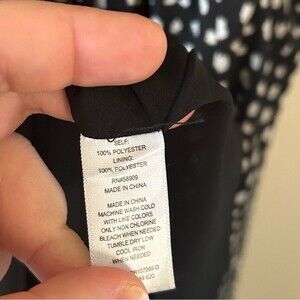 SELF:
100% POLYESTER
LINING:
100% POLYESTER
RN#58909
MADE IN CHINA
MADE IN CHINA
MACHINE WASH COLD
WITH LIKE COLORS
ONLY NON CHLORINE
BLEACH WHEN NEEDED
TUMBLE DRY LOW
COOL IRON
WHEN NEEDED